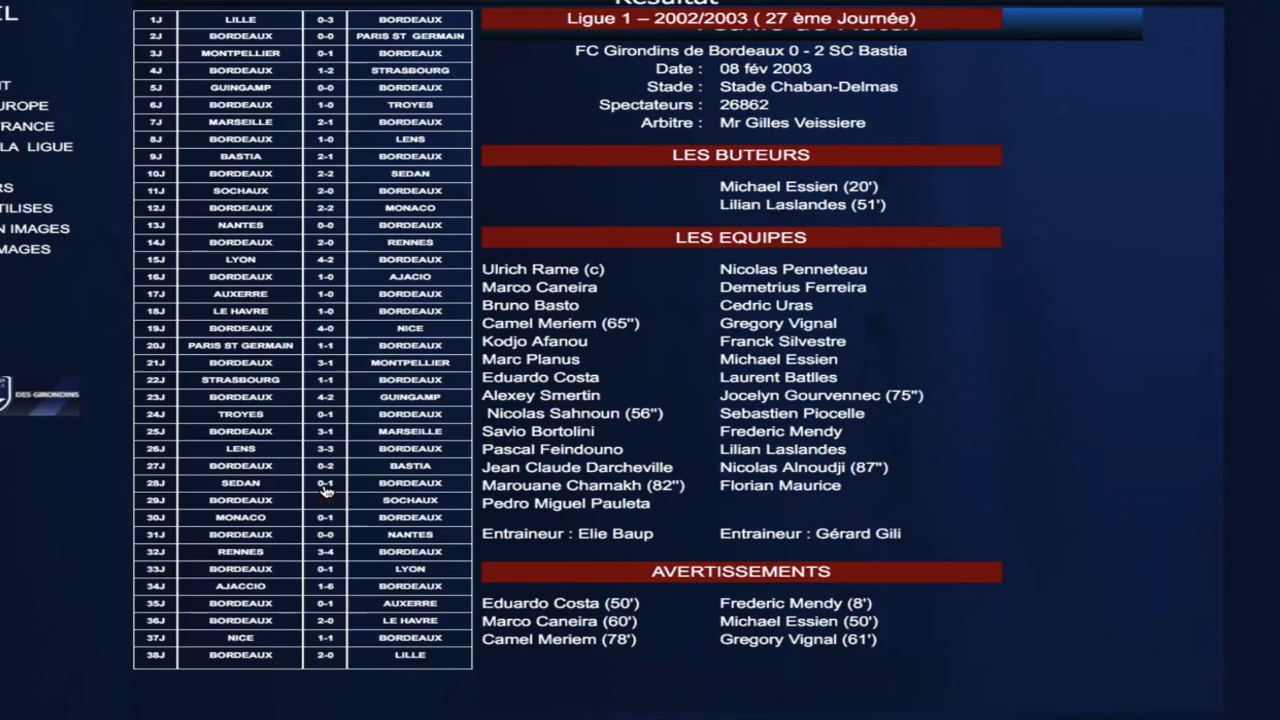 Résultat
EL
Ligue 1 – 2002/2003 ( 27 ème Journée)
T
UROPE
RANCE
LA LIGUE
RS
TILISES
N IMAGES
MAGES
DES GIRONDINS
1J LILLE 0-3 BORDEAUX
2J BORDEAUX 0-0 PARIS ST GERMAIN
3J MONTPELLIER 0-1 BORDEAUX
4J BORDEAUX 1-2 STRASBOURG
5J GUINGAMP 0-0 BORDEAUX
6J BORDEAUX 1-0 TROYES
7J MARSEILLE 2-1 BORDEAUX
8J BORDEAUX 1-0 LENS
9J BASTIA 2-1 BORDEAUX
10J BORDEAUX 2-2 SEDAN
11J SOCHAUX 2-0 BORDEAUX
12J BORDEAUX 2-2 MONACO
13J NANTES 0-0 BORDEAUX
14J BORDEAUX 2-0 RENNES
15J LYON 4-2 BORDEAUX
16J BORDEAUX 1-0 AJACIO
17J AUXERRE 1-0 BORDEAUX
18J LE HAVRE 1-0 BORDEAUX
19J BORDEAUX 4-0 NICE
20J PARIS ST GERMAIN 1-1 BORDEAUX
21J BORDEAUX 3-1 MONTPELLIER
22J STRASBOURG 1-1 BORDEAUX
23J BORDEAUX 4-2 GUINGAMP
24J TROYES 0-1 BORDEAUX
25J BORDEAUX 3-1 MARSEILLE
26J LENS 3-3 BORDEAUX
27J BORDEAUX 0-2 BASTIA
28J SEDAN 0-1 BORDEAUX
29J BORDEAUX SOCHAUX
30J MONACO 0-1 BORDEAUX
31J BORDEAUX 0-0 NANTES
32J RENNES 3-4 BORDEAUX
33J BORDEAUX 0-1 LYON
34J AJACCIO 1-6 BORDEAUX
35J BORDEAUX 0-1 AUXERRE
36J BORDEAUX 2-0 LE HAVRE
37J NICE 1-1 BORDEAUX
38J BORDEAUX 2-0 LILLE
FC Girondins de Bordeaux 0 - 2 SC Bastia
Date : 08 fév 2003
Stade : Stade Chaban-Delmas
Spectateurs : 26862
Arbitre : Mr Gilles Veissiere
LES BUTEURS
Michael Essien (20')
Lilian Laslandes (51')
LES EQUIPES
Ulrich Rame (c) Nicolas Penneteau
Marco Caneira Demetrius Ferreira
Bruno Basto Cedric Uras
Camel Meriem (65'') Gregory Vignal
Kodjo Afanou Franck Silvestre
Marc Planus Michael Essien
Eduardo Costa Laurent Batlles
Alexey Smertin Jocelyn Gourvennec (75'')
Nicolas Sahnoun (56'') Sebastien Piocelle
Savio Bortolini Frederic Mendy
Pascal Feindouno Lilian Laslandes
Jean Claude Darcheville Nicolas Alnoudji (87'')
Marouane Chamakh (82'') Florian Maurice
Pedro Miguel Pauleta
Entraineur : Elie Baup Entraineur : Gérard Gili
AVERTISSEMENTS
Eduardo Costa (50') Frederic Mendy (8')
Marco Caneira (60') Michael Essien (50')
Camel Meriem (78') Gregory Vignal (61')